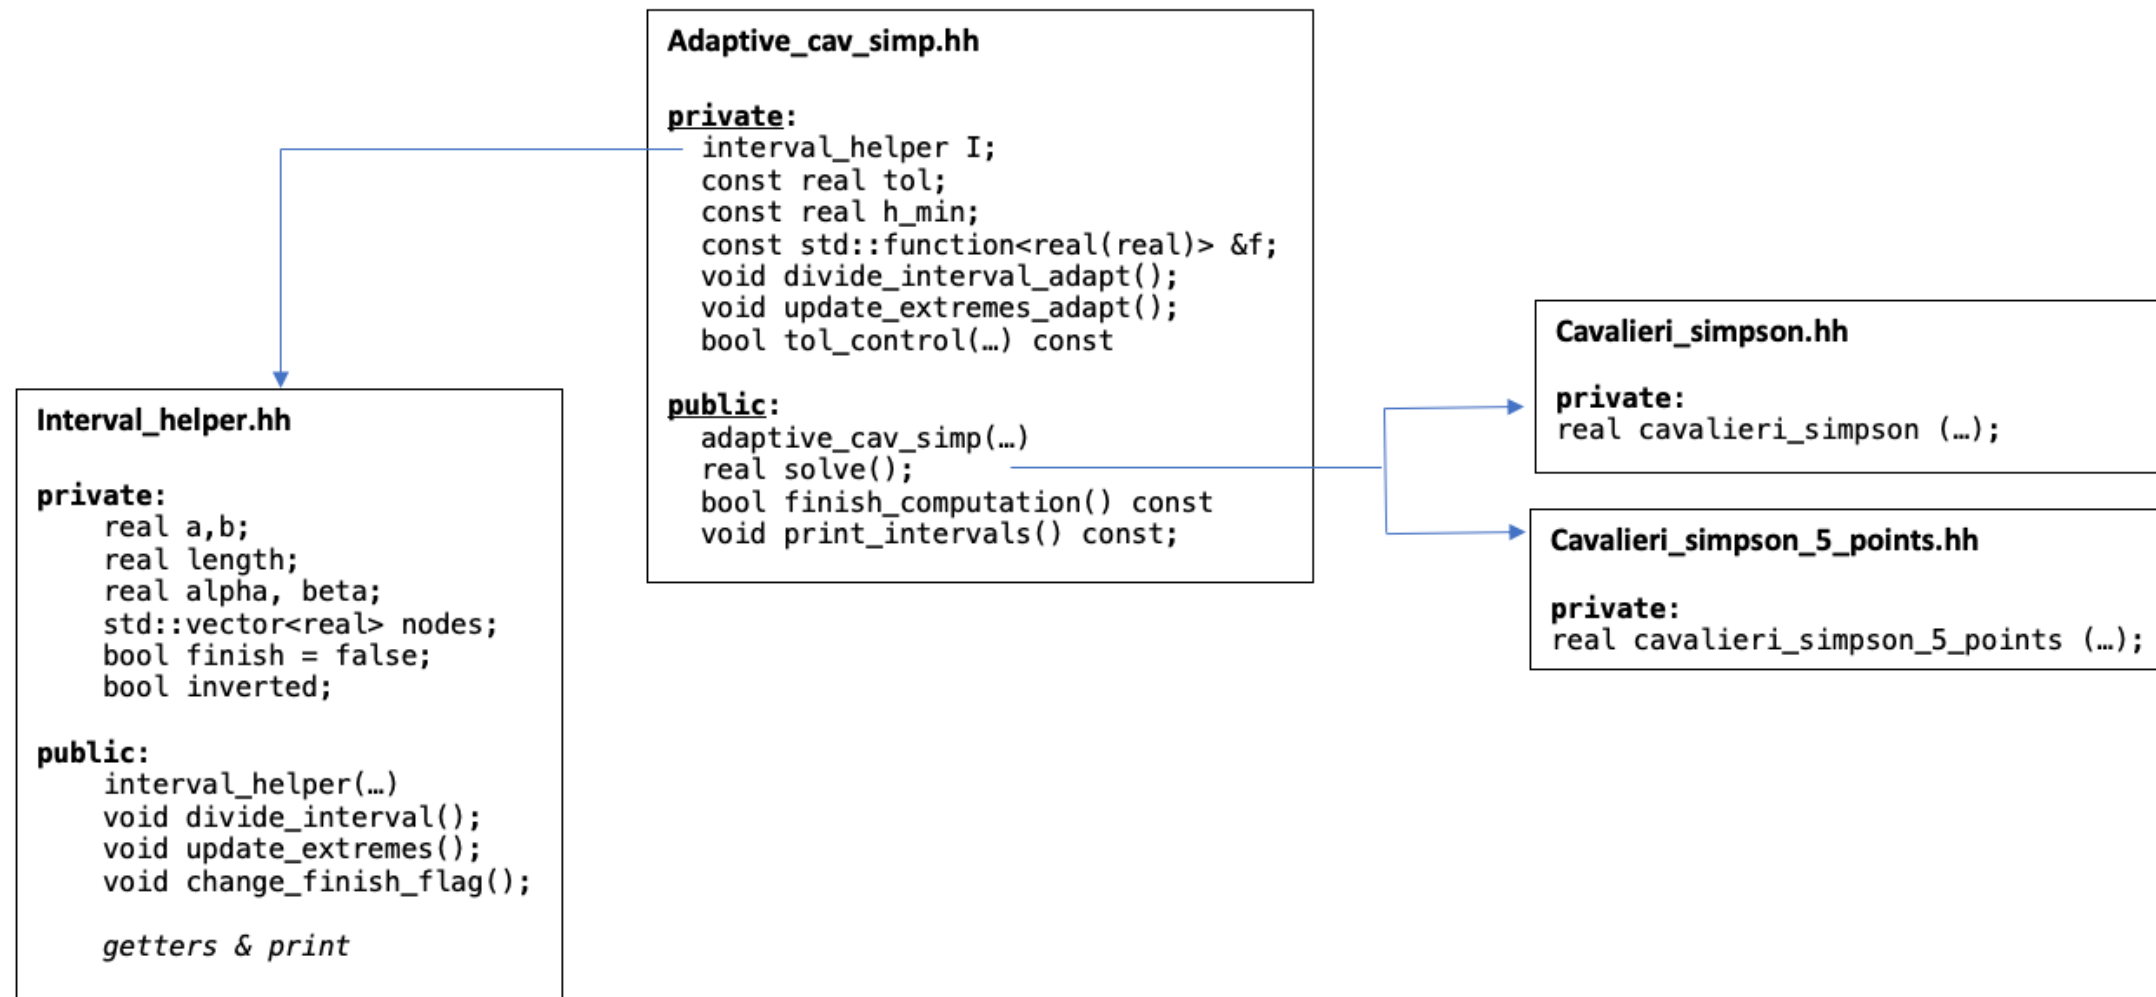 Adaptive_cav_simp.hh
private:
interval_helper I;
const real tol;
const real h_min;
const std::function<real(real)> &f;
void divide_interval_adapt();
void update_extremes_adapt();
bool tol_control(…) const
public:
adaptive_cav_simp(…)
real solve();
bool finish_computation() const
void print_intervals() const;
Interval_helper.hh
private:
real a,b;
real length;
real alpha, beta;
std::vector<real> nodes;
bool finish = false;
bool inverted;
public:
interval_helper(…)
void divide_interval();
void update_extremes();
void change_finish_flag();
getters & print
Cavalieri_simpson.hh
private:
real cavalieri_simpson (…);
Cavalieri_simpson_5_points.hh
private:
real cavalieri_simpson_5_points (…);